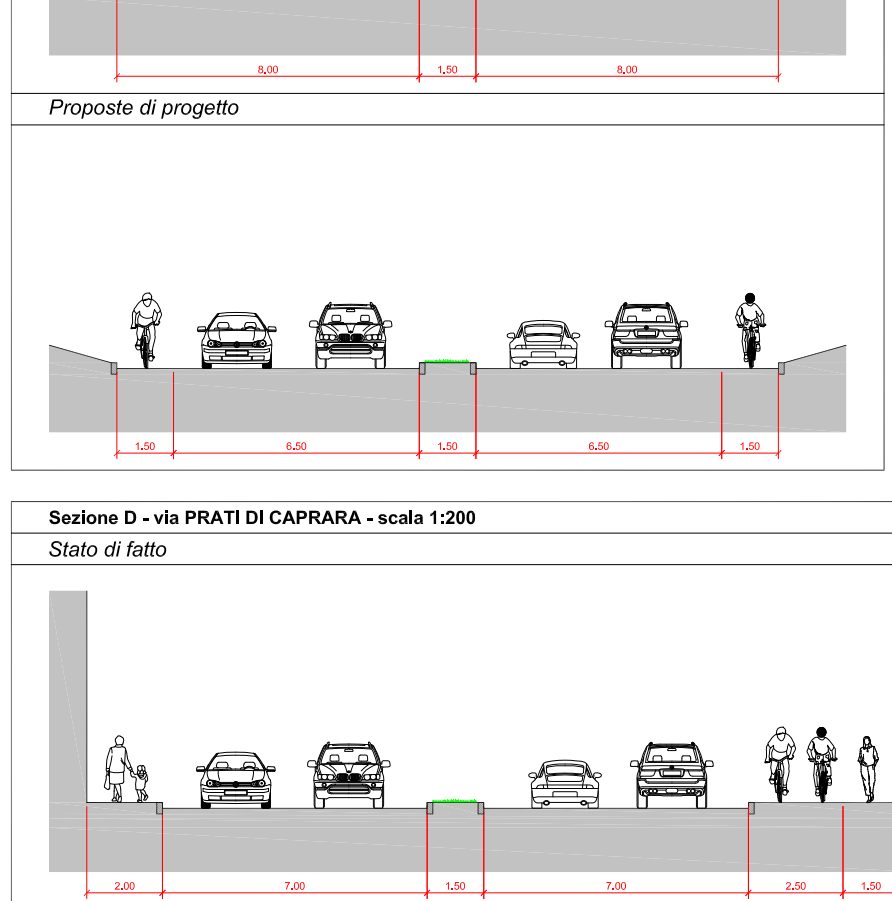 8.00 1.50 8.00
Proposte di progetto
1.50 6.50 1.50 6.50 1.50
Sezione D - via PRATI DI CAPRARA - scala 1:200
Stato di fatto
2.00 7.00 1.50 7.00 2.50 1.50